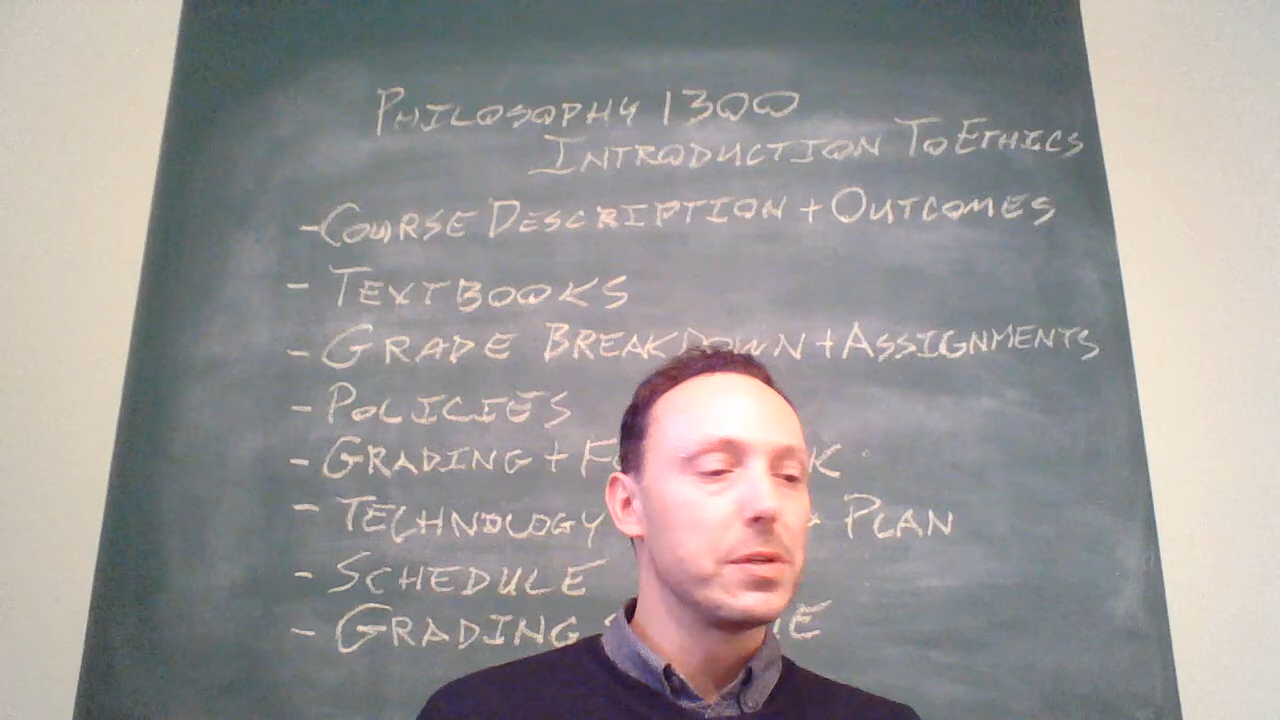 PHILOSOPHY 1300
INTRODUCTION TO ETHICS
- COURSE DESCRIPTION + OUTCOMES
- TEXTBOOKS
- GRADE BREAKDOWN + ASSIGNMENTS
- POLICIES
- GRADING +
- TECHNOLOGY PLAN
- SCHEDULE
- GRADING